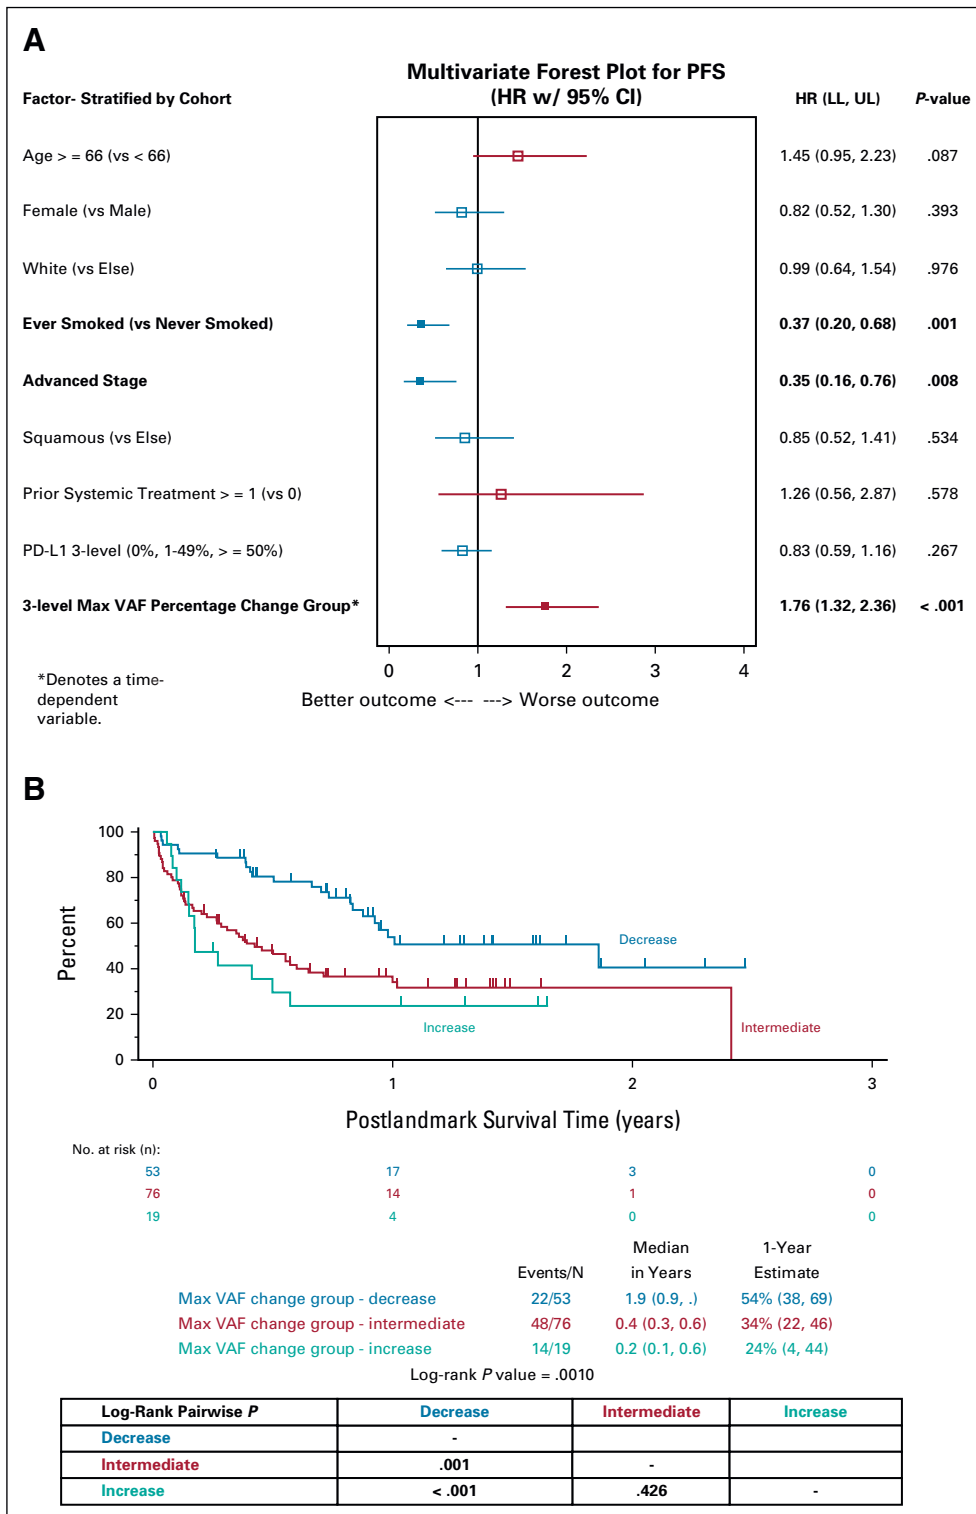 A
Multivariate Forest Plot for PFS
(HR w/ 95% CI)
Factor- Stratified by Cohort
HR (LL, UL)
P-value
Age > = 66 (vs < 66)
1.45 (0.95, 2.23)
.087
Female (vs Male)
0.82 (0.52, 1.30)
.393
White (vs Else)
0.99 (0.64, 1.54)
.976
Ever Smoked (vs Never Smoked)
0.37 (0.20, 0.68)
.001
Advanced Stage
0.35 (0.16, 0.76)
.008
Squamous (vs Else)
0.85 (0.52, 1.41)
.534
Prior Systemic Treatment > = 1 (vs 0)
1.26 (0.56, 2.87)
.578
PD-L1 3-level (0%, 1-49%, > = 50%)
0.83 (0.59, 1.16)
.267
3-level Max VAF Percentage Change Group*
1.76 (1.32, 2.36)
< .001
0 1 2 3 4
Better outcome <--- ---> Worse outcome
*Denotes a time-
dependent
variable.
B
Percent
100
80
60
40
20
0
Decrease
Increase
Intermediate
0 1 2 3
Postlandmark Survival Time (years)
No. at risk (n):
53 17 3 0
76 14 1 0
19 4 0 0
Events/N
Median
in Years
1-Year
Estimate
Max VAF change group - decrease 22/53 1.9 (0.9, .) 54% (38, 69)
Max VAF change group - intermediate 48/76 0.4 (0.3, 0.6) 34% (22, 46)
Max VAF change group - increase 14/19 0.2 (0.1, 0.6) 24% (4, 44)
Log-rank P value = .0010
Log-Rank Pairwise P Decrease Intermediate Increase
Decrease -
Intermediate .001 -
Increase < .001 .426 -